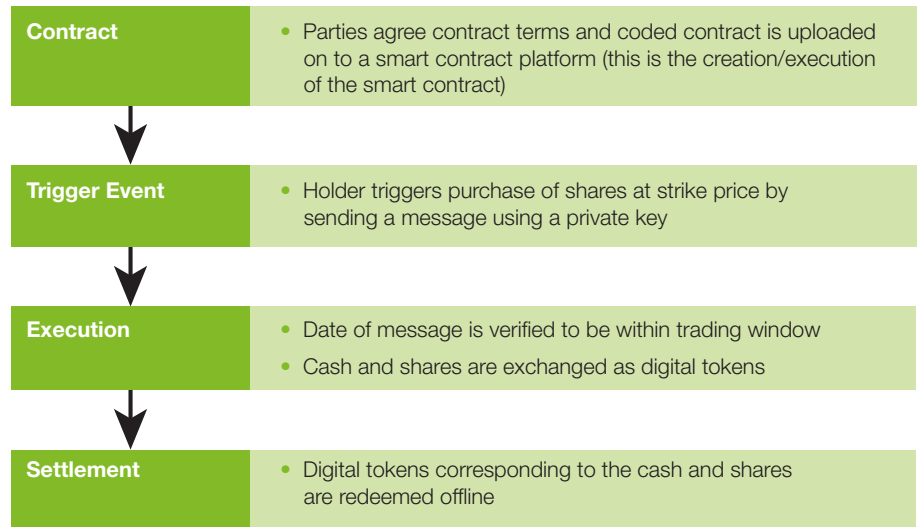 Contract
• Parties agree contract terms and coded contract is uploaded
on to a smart contract platform (this is the creation/execution
of the smart contract)
Trigger Event
• Holder triggers purchase of shares at strike price by
sending a message using a private key
Execution
• Date of message is verified to be within trading window
• Cash and shares are exchanged as digital tokens
Settlement
• Digital tokens corresponding to the cash and shares
are redeemed offline